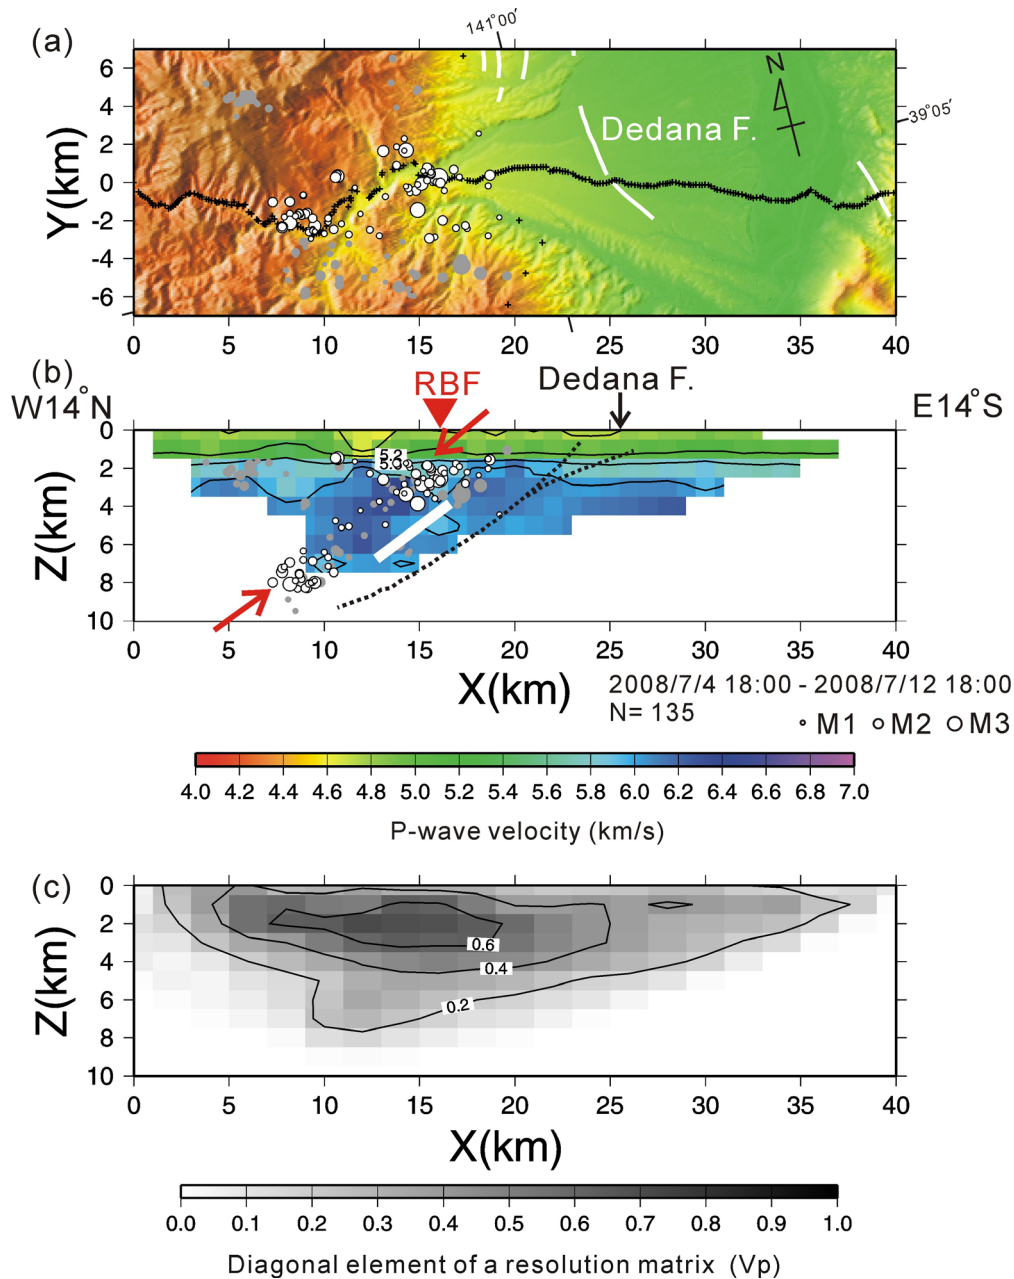 (a)
141°00′
6
4
2
0
-2
-4
-6
Y(km)
N
Dedana F.
39°05′
0 5 10 15 20 25 30 35 40
(b)
RBF
Dedana F.
W14°N
E14°S
0
2
4
6
8
10
Z(km)
5.2
0 5 10 15 20 25 30 35 40
X(km)
2008/7/4 18:00 - 2008/7/12 18:00
N= 135
M1 M2 M3
4.0 4.2 4.4 4.6 4.8 5.0 5.2 5.4 5.6 5.8 6.0 6.2 6.4 6.6 6.8 7.0
P-wave velocity (km/s)
(c)
0
2
4
6
8
10
Z(km)
0.6
0.4
0.2
0 5 10 15 20 25 30 35 40
X(km)
0.0 0.1 0.2 0.3 0.4 0.5 0.6 0.7 0.8 0.9 1.0
Diagonal element of a resolution matrix (Vp)